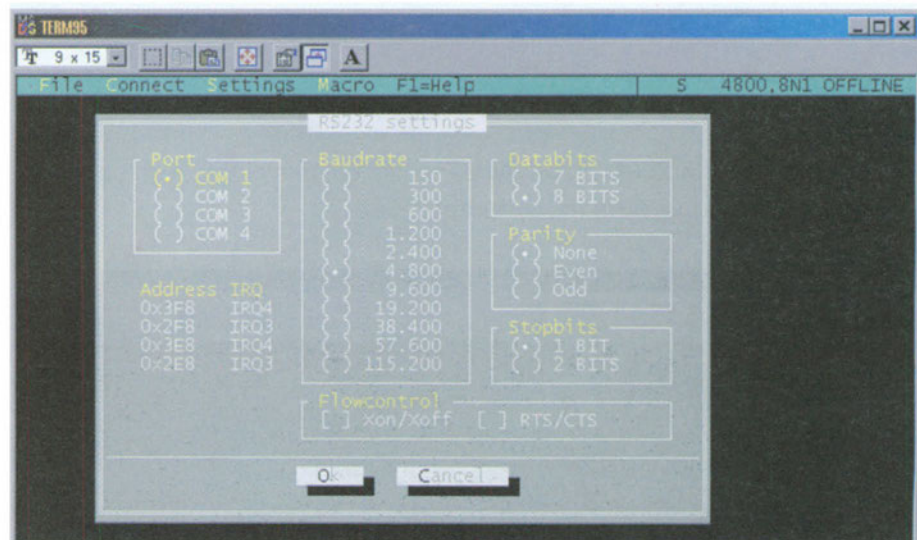 TERM95
9 x 15
A
File Connect Settings Macro F1=Help S 4800,8N1 OFFLINE
RS232 settings
Port
(•) COM 1
( ) COM 2
( ) COM 3
( ) COM 4
Address IRQ
0x3F8 IRQ4
0x2F8 IRQ3
0x3E8 IRQ4
0x2E8 IRQ3
Baudrate
( ) 150
( ) 300
( ) 600
( ) 1.200
( ) 2.400
(•) 4.800
( ) 9.600
( ) 19.200
( ) 38.400
( ) 57.600
( ) 115.200
Databits
( ) 7 BITS
(•) 8 BITS
Parity
(•) None
( ) Even
( ) Odd
Stopbits
(•) 1 BIT
( ) 2 BITS
Flowcontrol
[ ] Xon/Xoff [ ] RTS/CTS
Ok Cancel